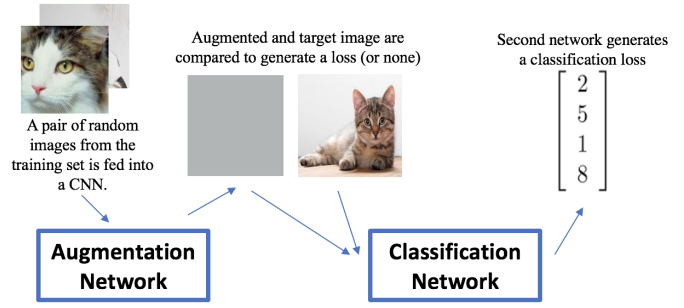 Augmented and target image are
compared to generate a loss (or none)
Second network generates
a classification loss
2
5
1
8
A pair of random
images from the
training set is fed into
a CNN.
Augmentation
Network
Classification
Network